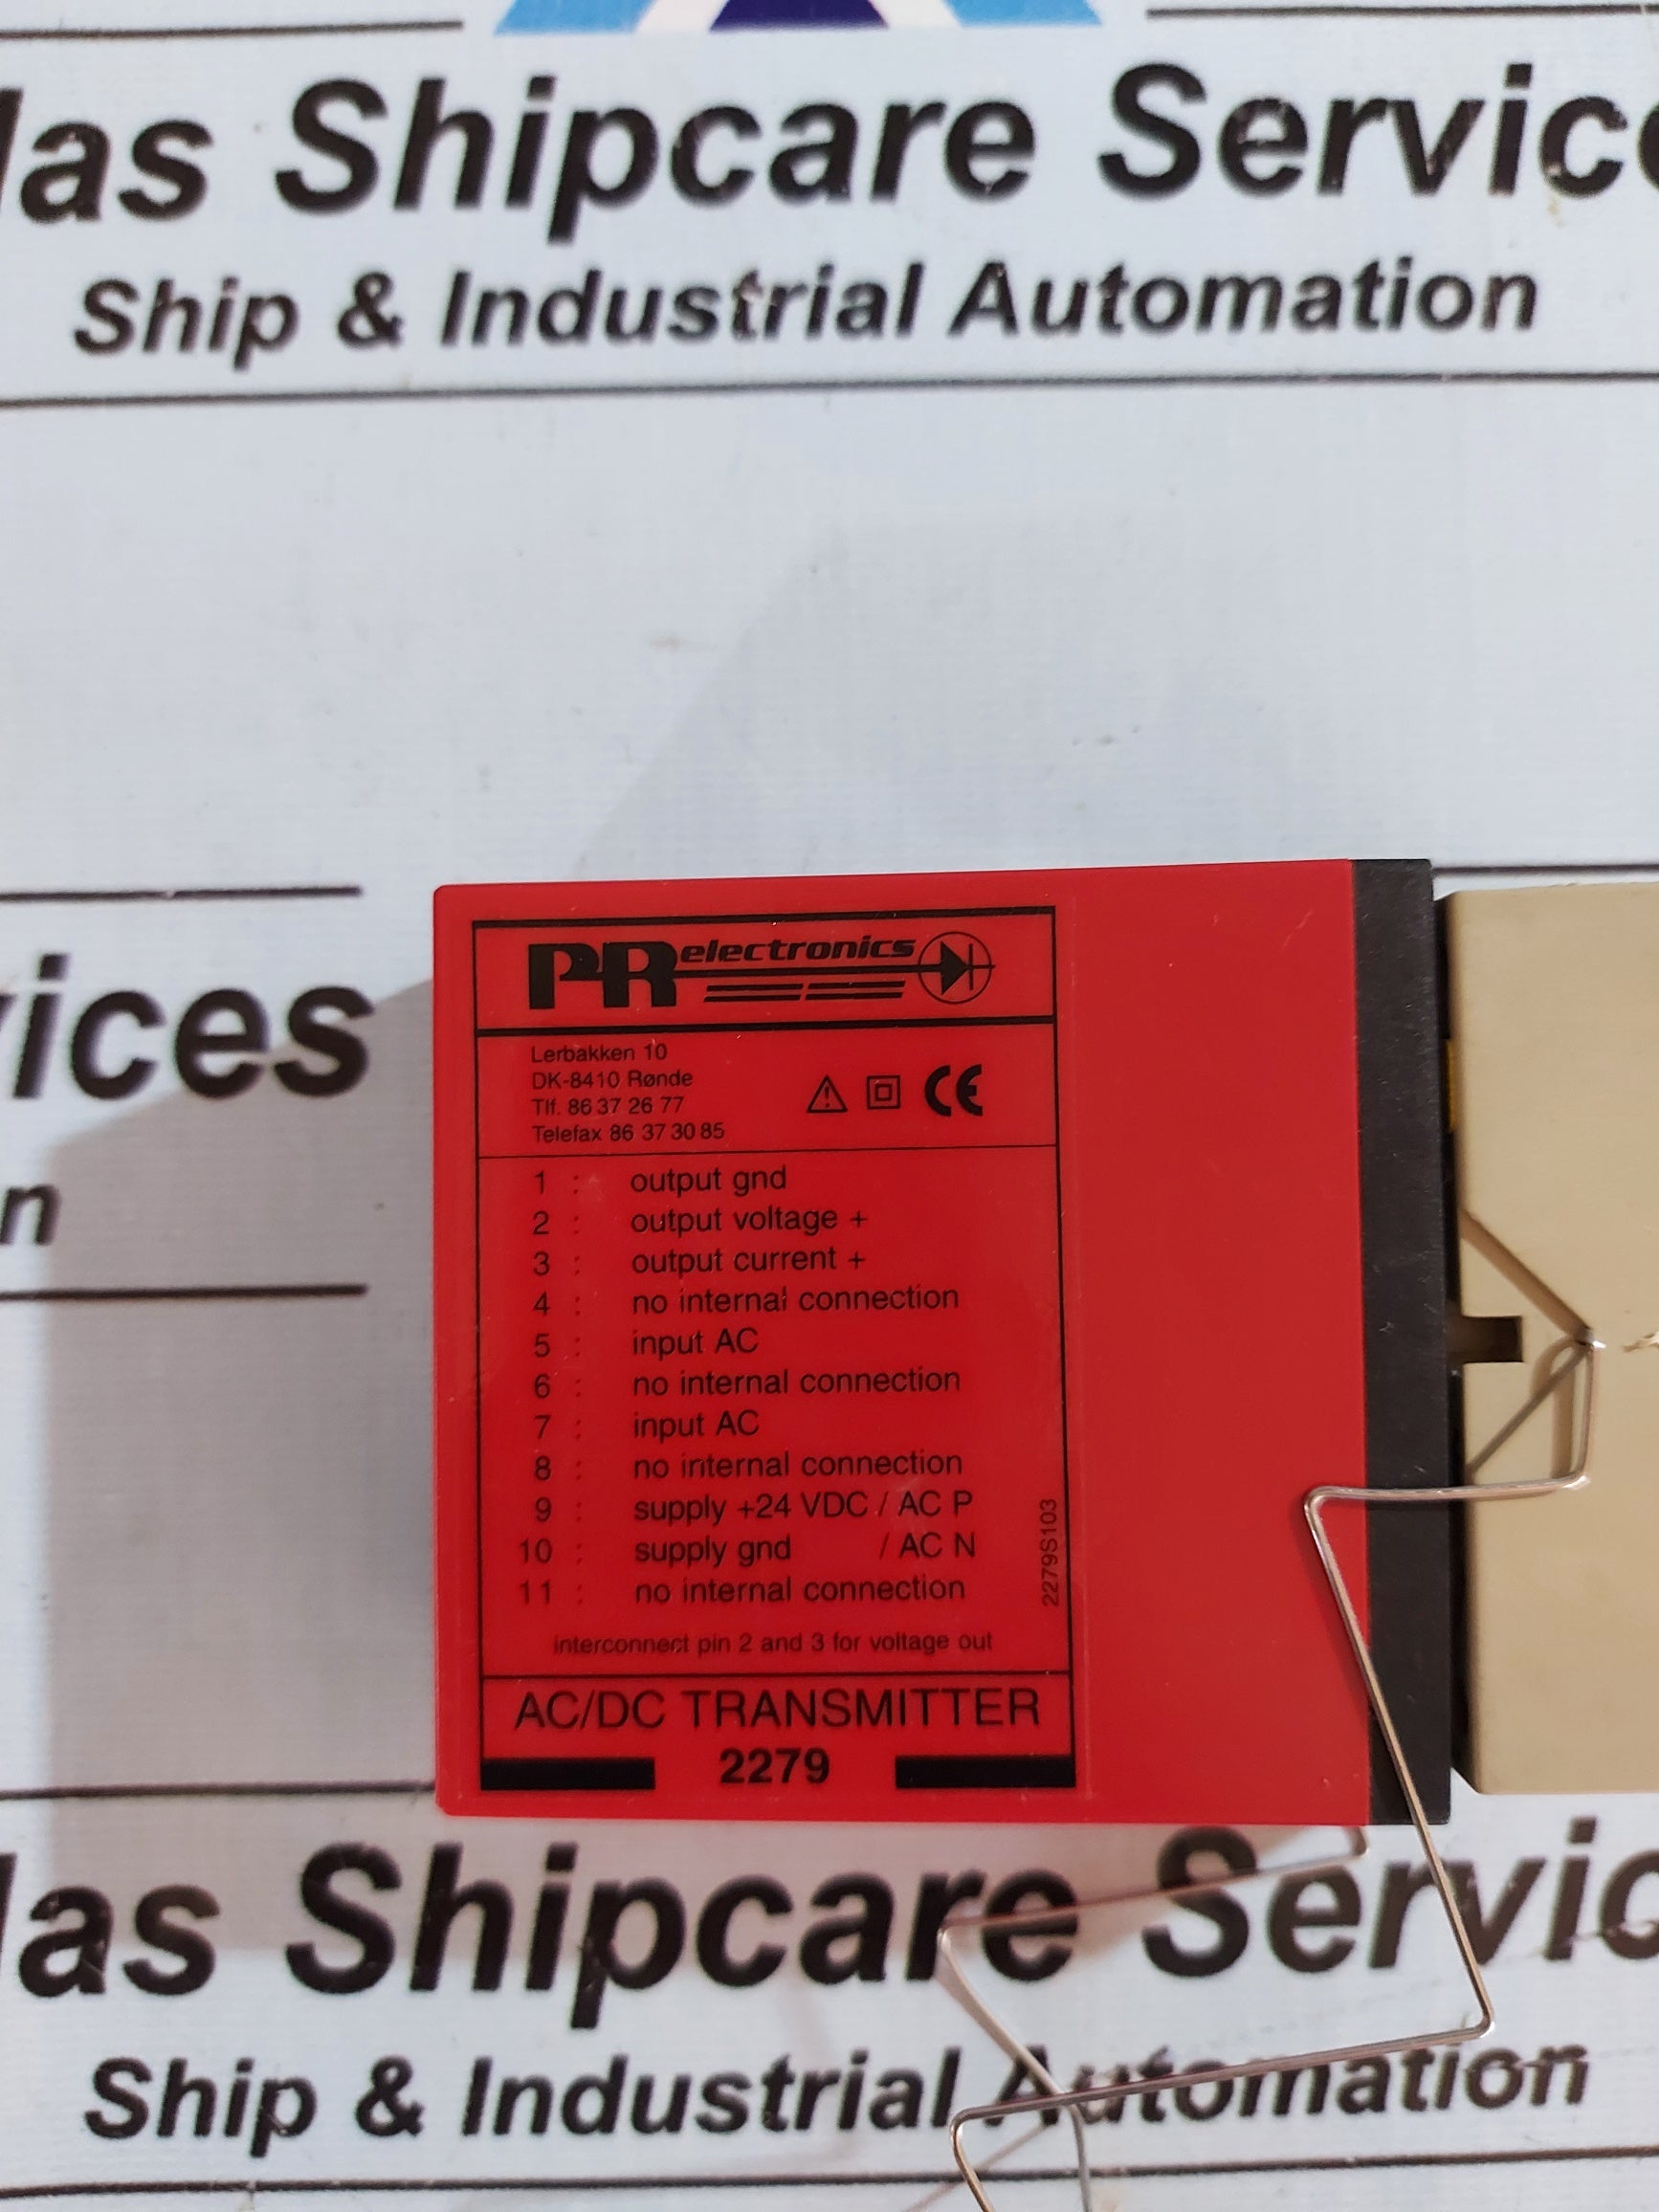 las Shipcare Service
Ship & Industrial Automation
vices
n
PR electronics
Lerbakken 10
DK-8410 Rønde
Tlf. 86 37 26 77
Telefax 86 37 30 85
CE
1 : output gnd
2 : output voltage +
3 : output current +
4 : no internal connection
5 : input AC
6 : no internal connection
7 : input AC
8 : no internal connection
9 : supply +24 VDC / AC P
10 : supply gnd / AC N
11 : no internal connection
2279S103
interconnect pin 2 and 3 for voltage out
AC/DC TRANSMITTER
2279
las Shipcare Servic
Ship & Industrial Automation